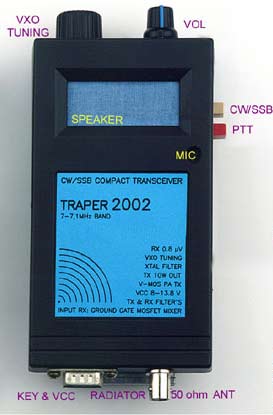 VXO
TUNING
VOL
SPEAKER
CW/SSB
PTT
MIC
CW/SSB COMPACT TRANSCEIVER
TRAPER 2002
7-7,1MHz BAND
RX 0.8 µV
VXO TUNING
XTAL FILTER
TX 10W OUT
V-MOS PA TX
VCC 8-13.8 V
TX & RX FILTER'S
INPUT RX: GROUND GATE MOSFET MIXER
KEY & VCC
RADIATOR
50 ohm ANT